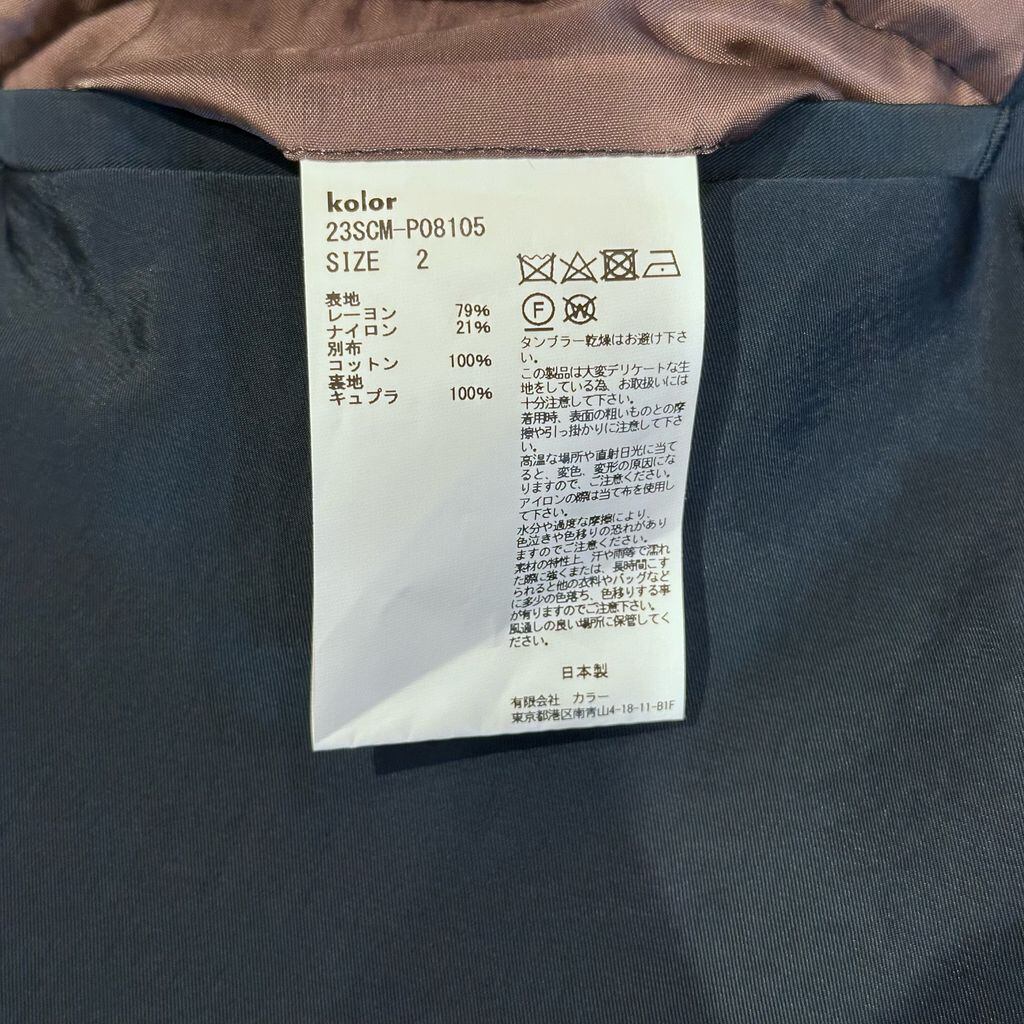 kolor
23SCM-P08105
SIZE 2
表地
レーヨン 79%
ナイロン 21%
別布
コットン 100%
裏地
キュプラ 100%
F
W
タンブラー乾燥はお避け下さ
い。
この製品は大変デリケートな生
地をしている為、お取扱いには
十分注意して下さい。
着用時、表面の粗いものとの摩
擦や引っ掛かりに注意して下さ
い。
高温な場所や直射日光に当て
ると、変色、変形の原因にな
りますので、ご注意ください。
アイロンの際は当て布を使用し
て下さい。
水分や過度な摩擦により、
色泣きや色移りの恐れがあり
ますのでご注意ください。
素材の特性上、汗や雨等で濡れ
た際に強くまたは、長時間こす
られると他の衣料やバッグなど
に多少の色落ち、色移りする事
が有りますのでご注意下さい。
風通しの良い場所に保管してく
ださい。
日本製
有限会社 カラー
東京都港区南青山4-18-11-B1F